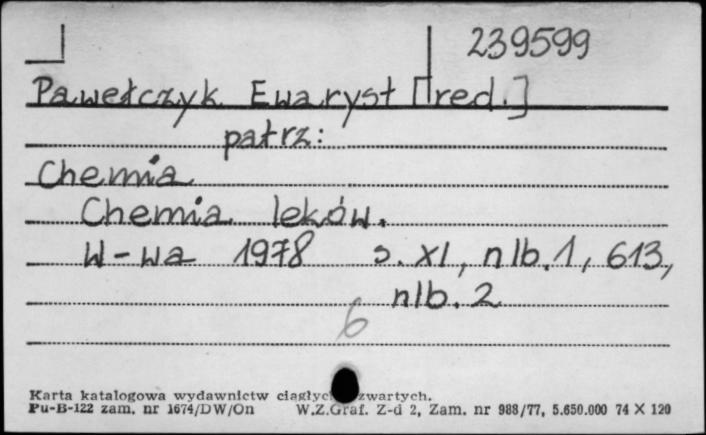 239599
Pawełczyk Ewaryst [red.]
patrz:
Chemia
Chemia leków.
W-wa 1978 s. XI, nlb. 1, 613,
nlb. 2
6
Karta katalogowa wydawnictw zwartych.
Pu-B-122 zam. nr 1674/DW/On W.Z.Graf. Z-d 2, Zam. nr 988/77, 5.650.000 74 X 120